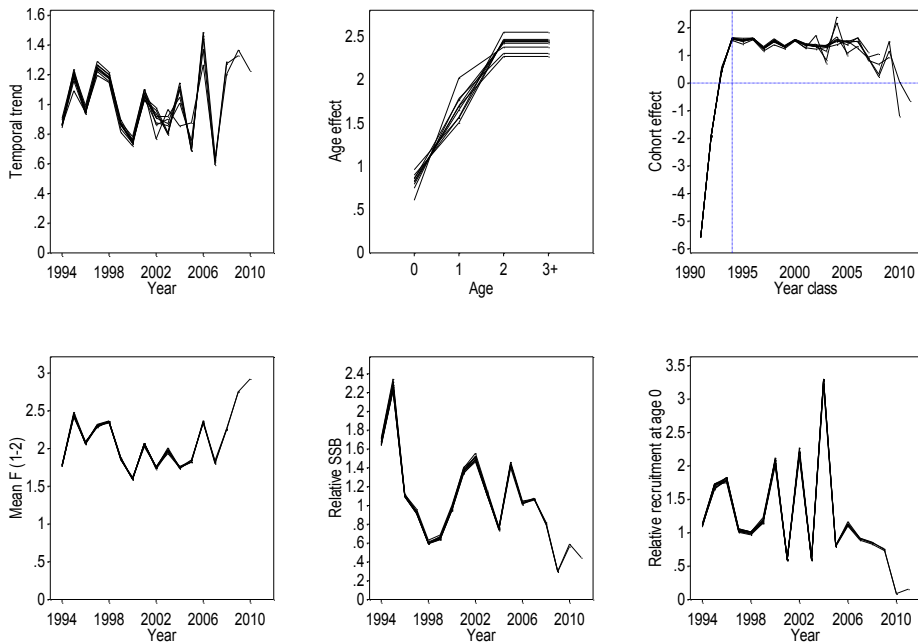 Temporal trend
1.6
1.4
1.2
1
.8
.6
.4
.2
0
1994 1998 2002 2006 2010
Year
Age effect
2.5
2
1.5
1
.5
0
0 1 2 3+
Age
Cohort effect
2
1
0
-1
-2
-3
-4
-5
-6
1990 1995 2000 2005 2010
Year class
Mean F (1-2)
3
2.5
2
1.5
1
.5
0
1994 1998 2002 2006 2010
Year
Relative SSB
2.4
2.2
2
1.8
1.6
1.4
1.2
1
.8
.6
.4
.2
0
1994 1998 2002 2006 2010
Year
Relative recruitment at age 0
3.5
3
2.5
2
1.5
1
.5
0
1994 1998 2002 2006 2010
Year